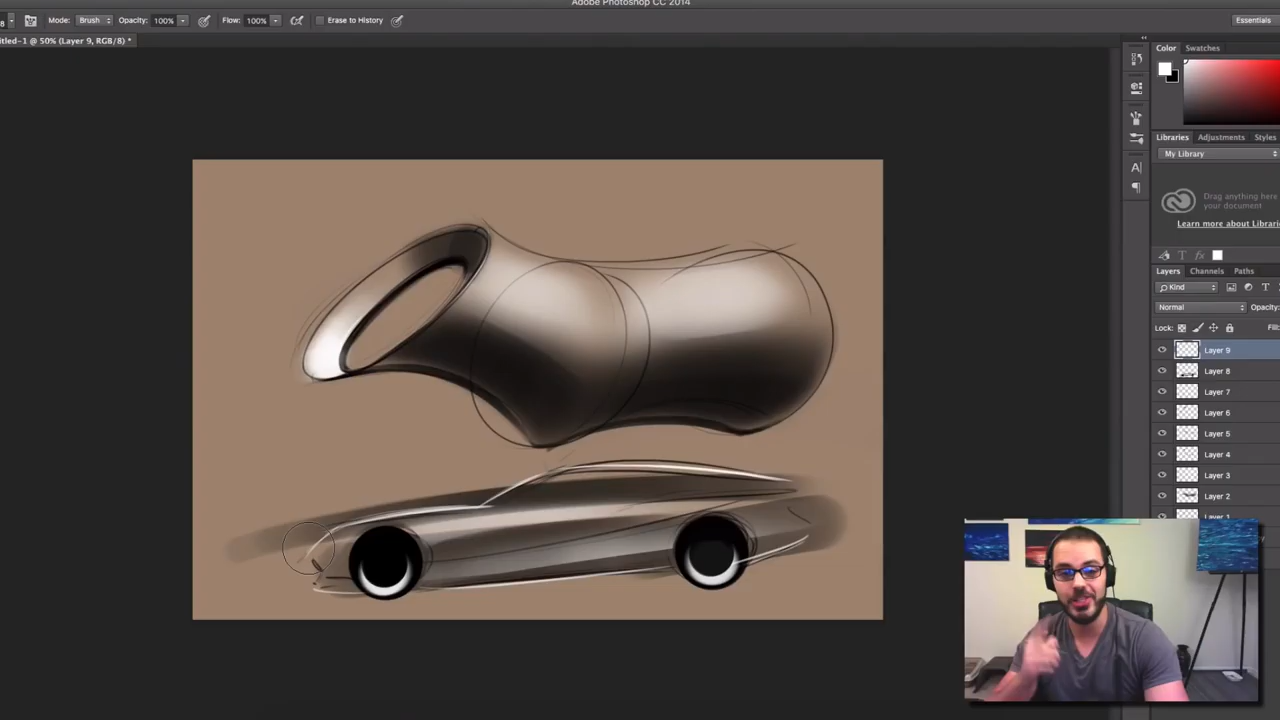 Adobe Photoshop CC 2014
Mode: Brush Opacity: 100% Flow: 100% Erase to History Essentials
titled-1 @ 50% (Layer 9, RGB/8) *
Color Swatches
Libraries Adjustments Styles
My Library
Drag anything here
your document
Learn more about Librari
Layers Channels Paths
Kind
Normal Opacity:
Lock: Fill:
Layer 9
Layer 8
Layer 7
Layer 6
Layer 5
Layer 4
Layer 3
Layer 2
Layer 1